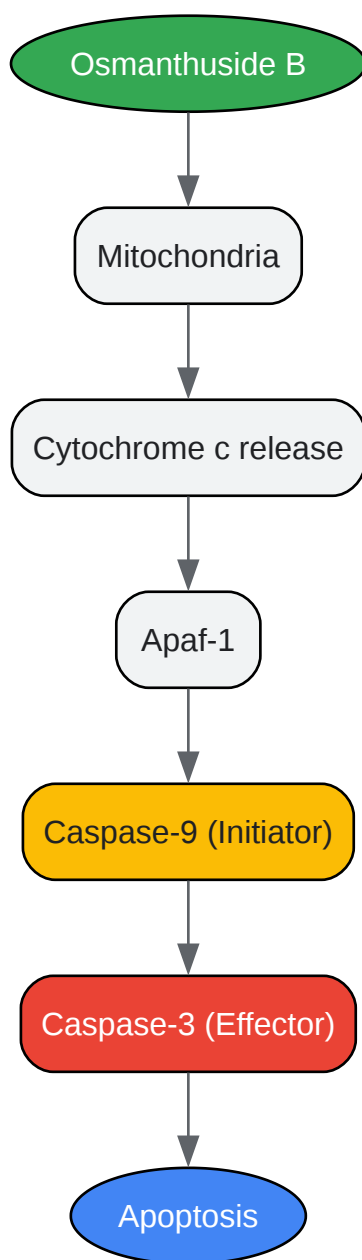 Osmanthuside B
Mitochondria
Cytochrome c release
Apaf-1
Caspase-9 (Initiator)
Caspase-3 (Effector)
Apoptosis